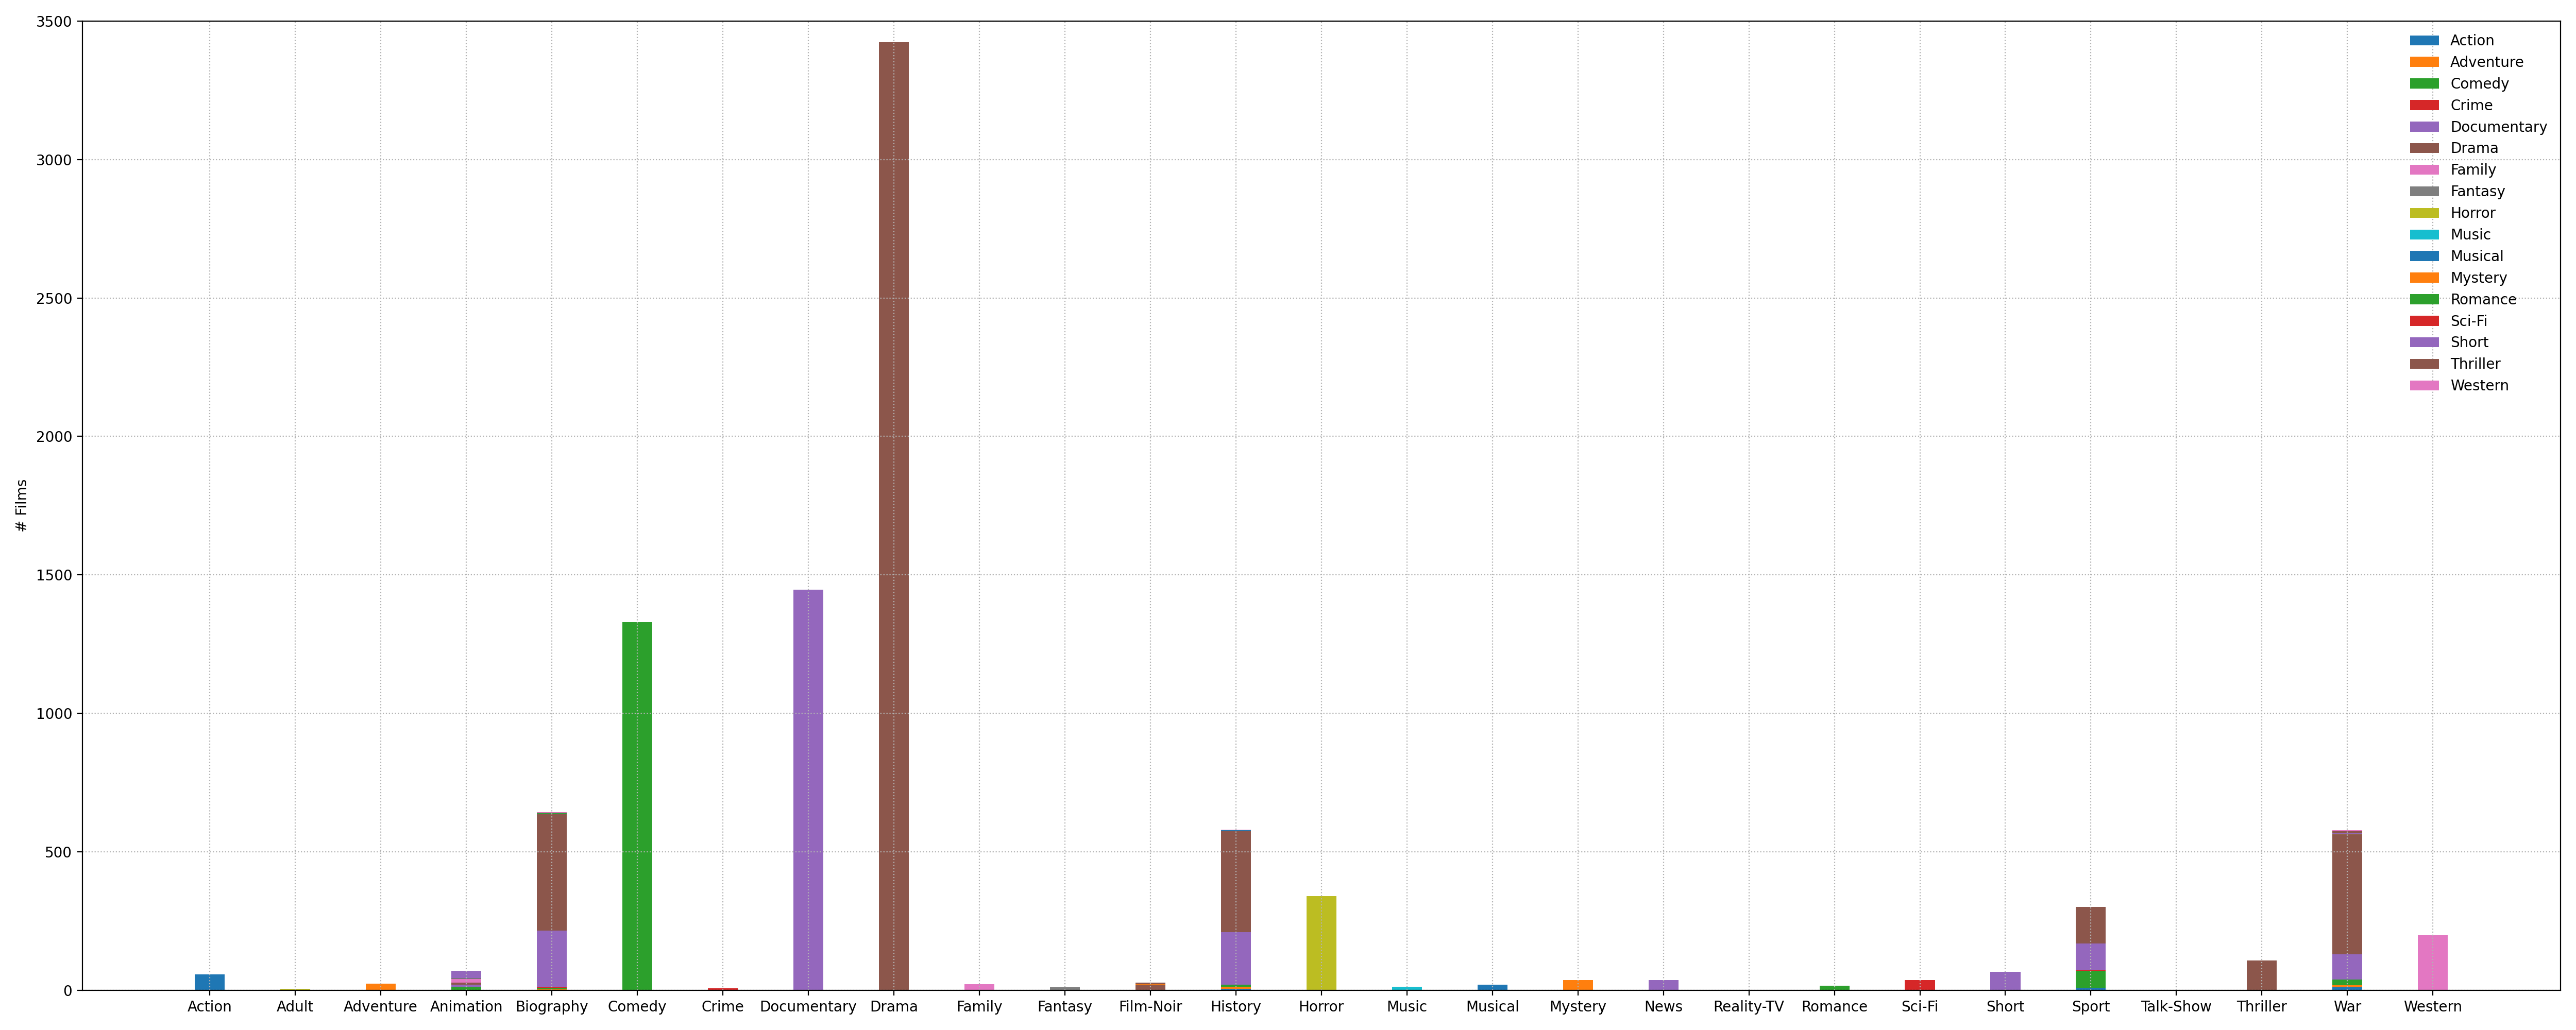 3500
3000
2500
2000
1500
1000
500
0
# Films
Action
Adventure
Comedy
Crime
Documentary
Drama
Family
Fantasy
Horror
Music
Musical
Mystery
Romance
Sci-Fi
Short
Thriller
Western
Action Adult Adventure Animation Biography Comedy Crime Documentary Drama Family Fantasy Film-Noir History Horror Music Musical Mystery News Reality-TV Romance Sci-Fi Short Sport Talk-Show Thriller War Western